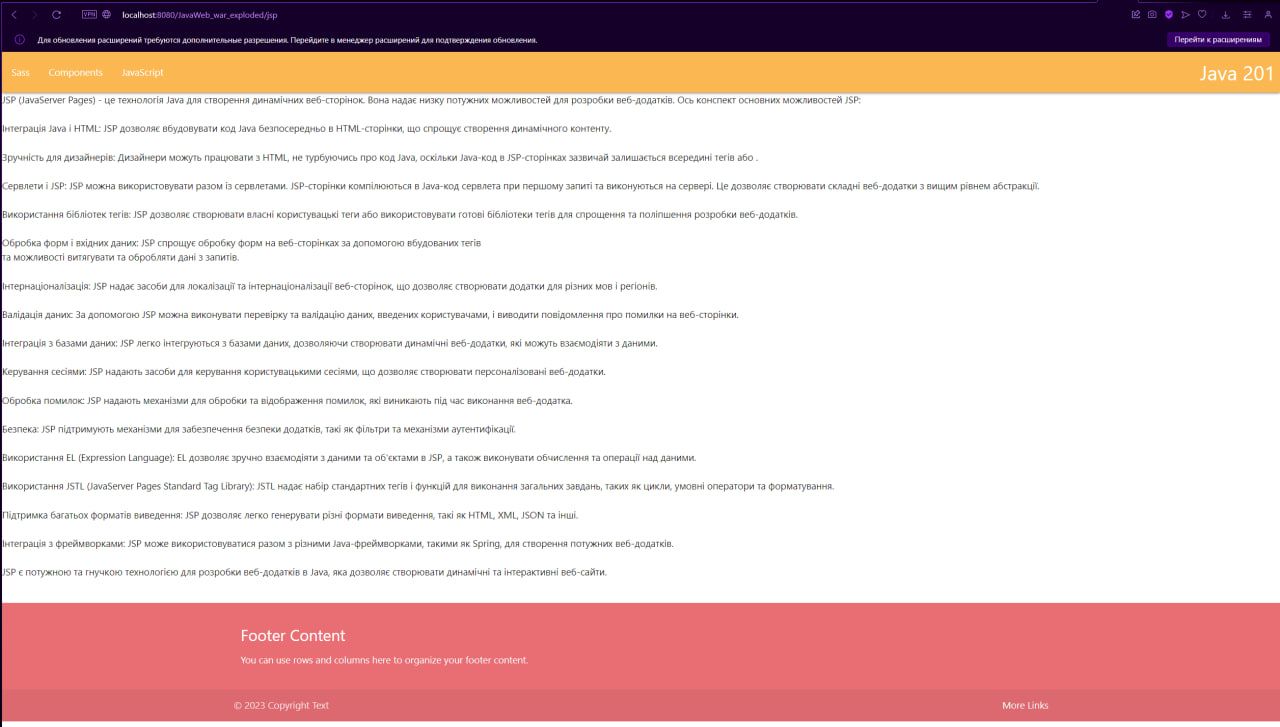 VPN localhost:8080/JavaWeb_war_exploded/jsp
Для обновления расширений требуются дополнительные разрешения. Перейдите в менеджер расширений для подтверждения обновления. Перейти к расширениям
Sass Components JavaScript Java 201
JSP (JavaServer Pages) - це технологія Java для створення динамічних веб-сторінок. Вона надає низку потужних можливостей для розробки веб-додатків. Ось конспект основних можливостей JSP:
Інтеграція Java і HTML: JSP дозволяє вбудовувати код Java безпосередньо в HTML-сторінки, що спрощує створення динамічного контенту.
Зручність для дизайнерів: Дизайнери можуть працювати з HTML, не турбуючись про код Java, оскільки Java-код в JSP-сторінках зазвичай залишається всередині тегів або .
Сервлети і JSP: JSP можна використовувати разом із сервлетами. JSP-сторінки компілюються в Java-код сервлета при першому запиті та виконуються на сервері. Це дозволяє створювати складні веб-додатки з вищим рівнем абстракції.
Використання бібліотек тегів: JSP дозволяє створювати власні користувацькі теги або використовувати готові бібліотеки тегів для спрощення та поліпшення розробки веб-додатків.
Обробка форм і вхідних даних: JSP спрощує обробку форм на веб-сторінках за допомогою вбудованих тегів
та можливості витягувати та обробляти дані з запитів.
Інтернаціоналізація: JSP надає засоби для локалізації та інтернаціоналізації веб-сторінок, що дозволяє створювати додатки для різних мов і регіонів.
Валідація даних: За допомогою JSP можна виконувати перевірку та валідацію даних, введених користувачами, і виводити повідомлення про помилки на веб-сторінки.
Інтеграція з базами даних: JSP легко інтегруються з базами даних, дозволяючи створювати динамічні веб-додатки, які можуть взаємодіяти з даними.
Керування сесіями: JSP надають засоби для керування користувацькими сесіями, що дозволяє створювати персоналізовані веб-додатки.
Обробка помилок: JSP надають механізми для обробки та відображення помилок, які виникають під час виконання веб-додатка.
Безпека: JSP підтримують механізми для забезпечення безпеки додатків, такі як фільтри та механізми аутентифікації.
Використання EL (Expression Language): EL дозволяє зручно взаємодіяти з даними та об'єктами в JSP, а також виконувати обчислення та операції над даними.
Використання JSTL (JavaServer Pages Standard Tag Library): JSTL надає набір стандартних тегів і функцій для виконання загальних завдань, таких як цикли, умовні оператори та форматування.
Підтримка багатьох форматів виведення: JSP дозволяє легко генерувати різні формати виведення, такі як HTML, XML, JSON та інші.
Інтеграція з фреймворками: JSP може використовуватися разом з різними Java-фреймворками, такими як Spring, для створення потужних веб-додатків.
JSP є потужною та гнучкою технологією для розробки веб-додатків в Java, яка дозволяє створювати динамічні та інтерактивні веб-сайти.
Footer Content
You can use rows and columns here to organize your footer content.
© 2023 Copyright Text More Links